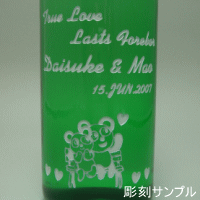 True Love
Lasts Forever
Daisuke & Mao
15.JUN.2007
彫刻サンプル